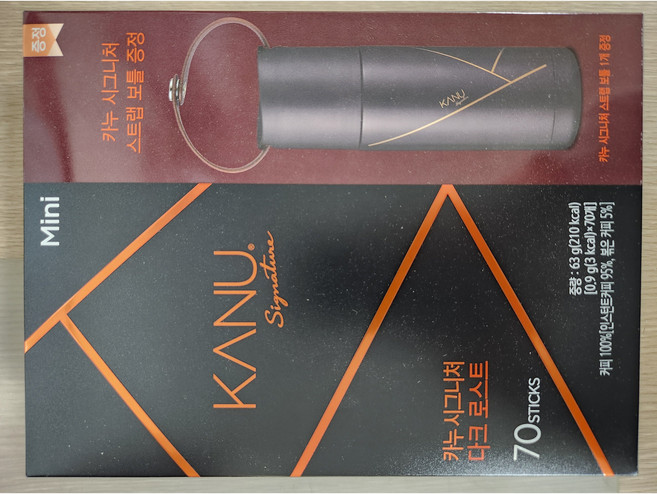 증정
카누 시그니처
스트랩 보틀 증정
KANU
카누 시그니처 스트랩 보틀 1개 증정
Mini
KANU®
Signature
카누 시그니처
다크 로스트
70 STICKS
중량 : 63 g(210 kcal)
[0.9 g(3 kcal)×70개]
커피 100%[인스턴트커피 95%, 볶은 커피 5%]